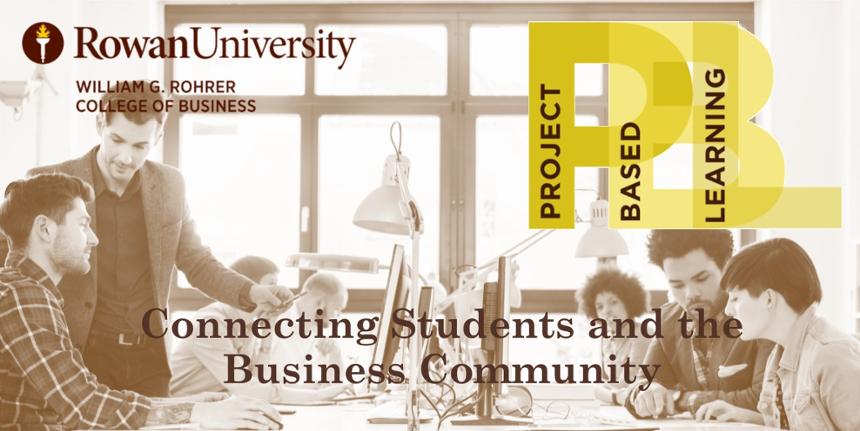 RowanUniversity
WILLIAM G. ROHRER
COLLEGE OF BUSINESS
PBL
PROJECT
BASED
LEARNING
Connecting Students and the
Business Community